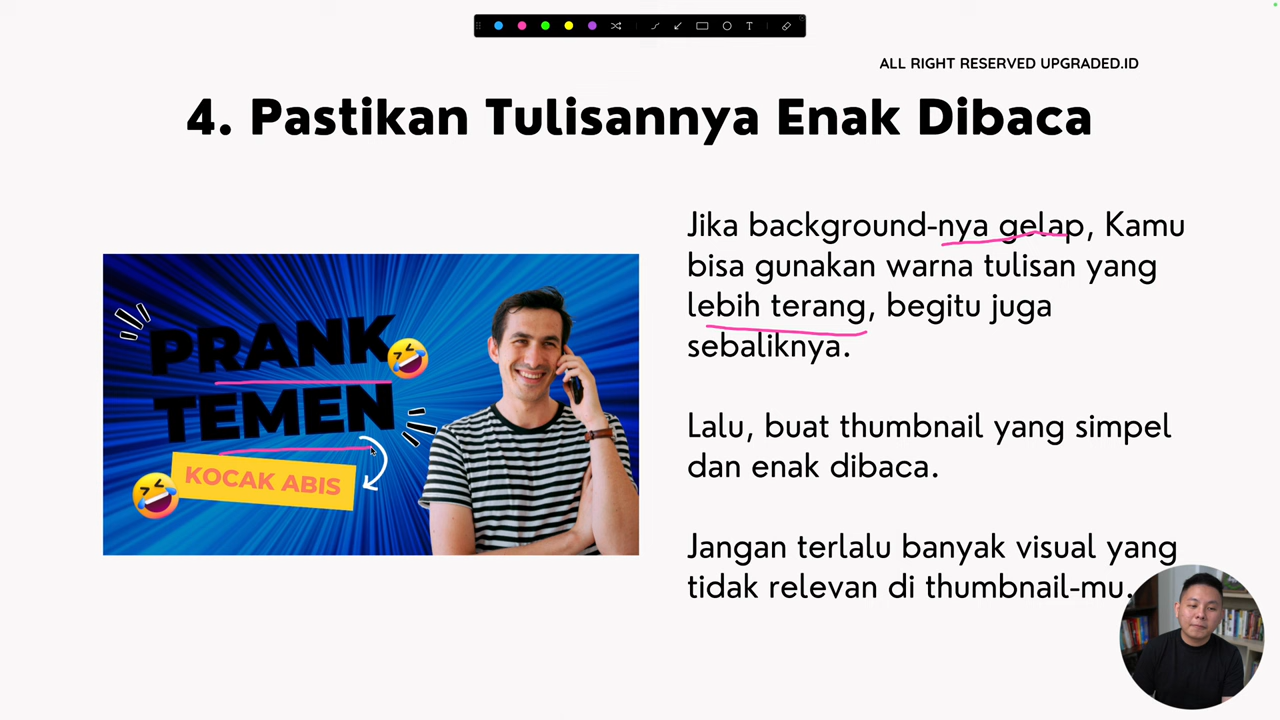 ALL RIGHT RESERVED UPGRADED.ID
4. Pastikan Tulisannya Enak Dibaca
PRANK
TEMEN
KOCAK ABIS
Jika background-nya gelap, Kamu
bisa gunakan warna tulisan yang
lebih terang, begitu juga
sebaliknya.
Lalu, buat thumbnail yang simpel
dan enak dibaca.
Jangan terlalu banyak visual yang
tidak relevan di thumbnail-mu.